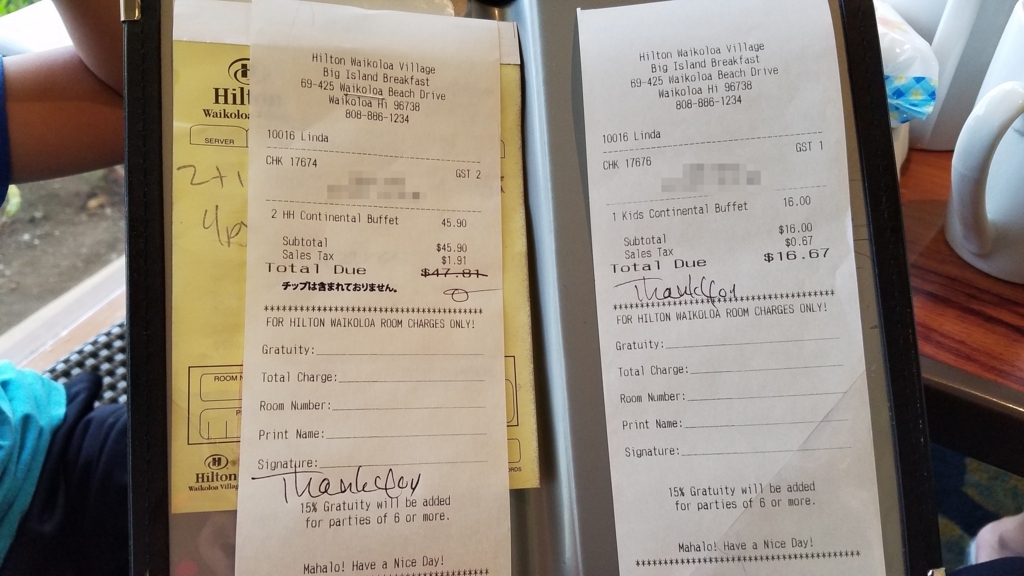 Hilton Waikoloa Village
Big Island Breakfast
69-425 Waikoloa Beach Drive
Waikoloa Hi 96738
808-886-1234
10016 Linda
CHK 17674 GST 2
2 HH Continental Buffet 45.90
Subtotal $45.90
Sales Tax $1.91
Total Due $47.81
チップは含まれておりません。
0
FOR HILTON WAIKOLOA ROOM CHARGES ONLY!
Gratuity:
Total Charge:
Room Number:
Print Name:
Signature:
Thank
15% Gratuity will be added
for parties of 6 or more.
Mahalo! Have a Nice Day!
Hilton Waikoloa Village
Big Island Breakfast
69-425 Waikoloa Beach Drive
Waikoloa Hi 96738
808-886-1234
10016 Linda
CHK 17676 GST 1
1 Kids Continental Buffet 16.00
Subtotal $16.00
Sales Tax $0.67
Total Due $16.67
Thank
FOR HILTON WAIKOLOA ROOM CHARGES ONLY!
Gratuity:
Total Charge:
Room Number:
Print Name:
Signature:
15% Gratuity will be added
for parties of 6 or more.
Mahalo! Have a Nice Day!
SERVER
2+1
4p
ROOM
Hilton